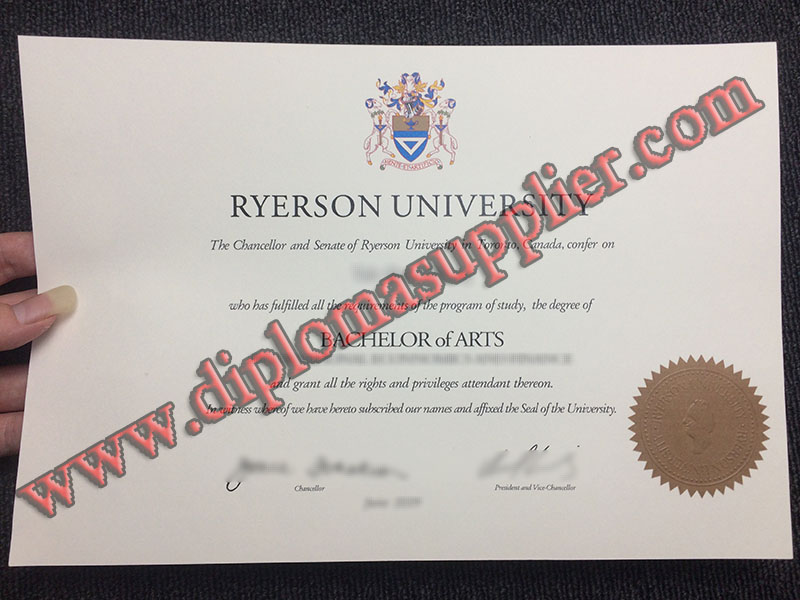 MENTE ET ARTIFICIO
RYERSON UNIVERSITY
The Chancellor and Senate of Ryerson University in Toronto, Canada, confer on
who has fulfilled all the requirements of the program of study, the degree of
BACHELOR of ARTS
and grant all the rights and privileges attendant thereon.
In witness whereof we have hereto subscribed our names and affixed the Seal of the University.
Chancellor
President and Vice-Chancellor
www.diplomasupplier.com